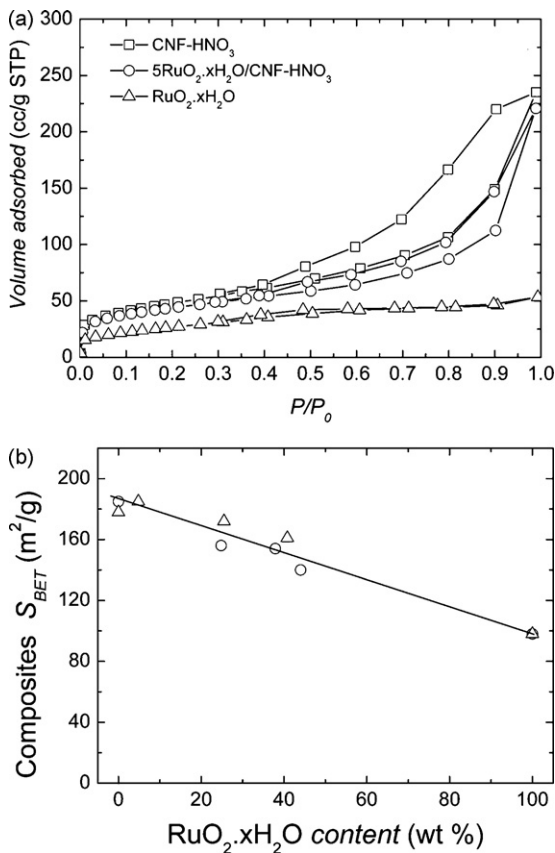 (a)
300
250
200
150
100
50
0
Volume adsorbed (cc/g STP)
CNF-HNO₃
5RuO₂.xH₂O/CNF-HNO₃
RuO₂.xH₂O
0.0 0.1 0.2 0.3 0.4 0.5 0.6 0.7 0.8 0.9 1.0
P/P₀
(b)
200
160
120
80
40
0
Composites S_BET (m²/g)
0 20 40 60 80 100
RuO₂.xH₂O content (wt %)